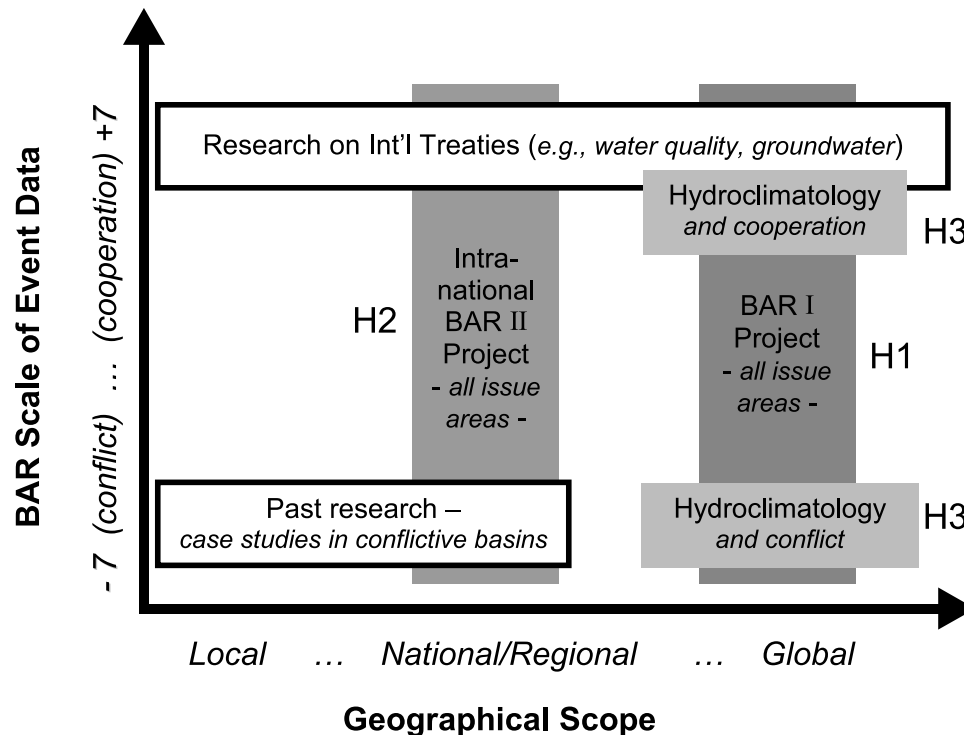 BAR Scale of Event Data
- 7 (conflict) ... (cooperation) +7
Research on Int'l Treaties (e.g., water quality, groundwater)
Hydroclimatology
and cooperation
H3
H2
Intra-
national
BAR II
Project
- all issue
areas -
BAR I
Project
- all issue
areas -
H1
Past research –
case studies in conflictive basins
Hydroclimatology
and conflict
H3
Local ... National/Regional ... Global
Geographical Scope